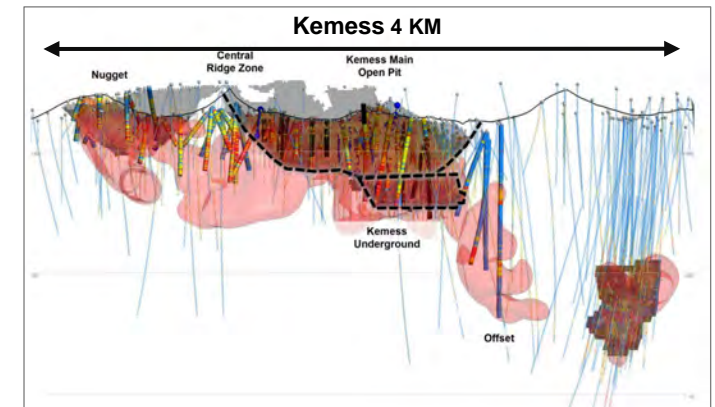 Kemess 4 KM
Nugget
Central
Ridge Zone
Kemess Main
Open Pit
Kemess
Underground
Offset